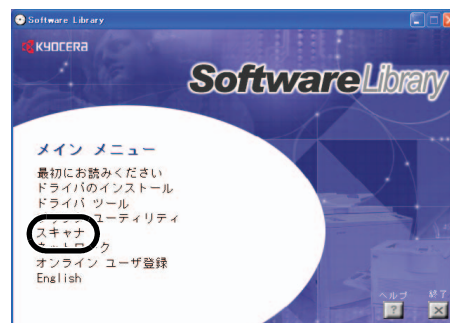 Software Library
KYOCERA
SoftwareLibrary
メイン メニュー
最初にお読みください
ドライバのインストール
ドライバ ツール
ユーティリティ
スキャナ
オンライン ユーザ登録
English
ヘルプ 終了